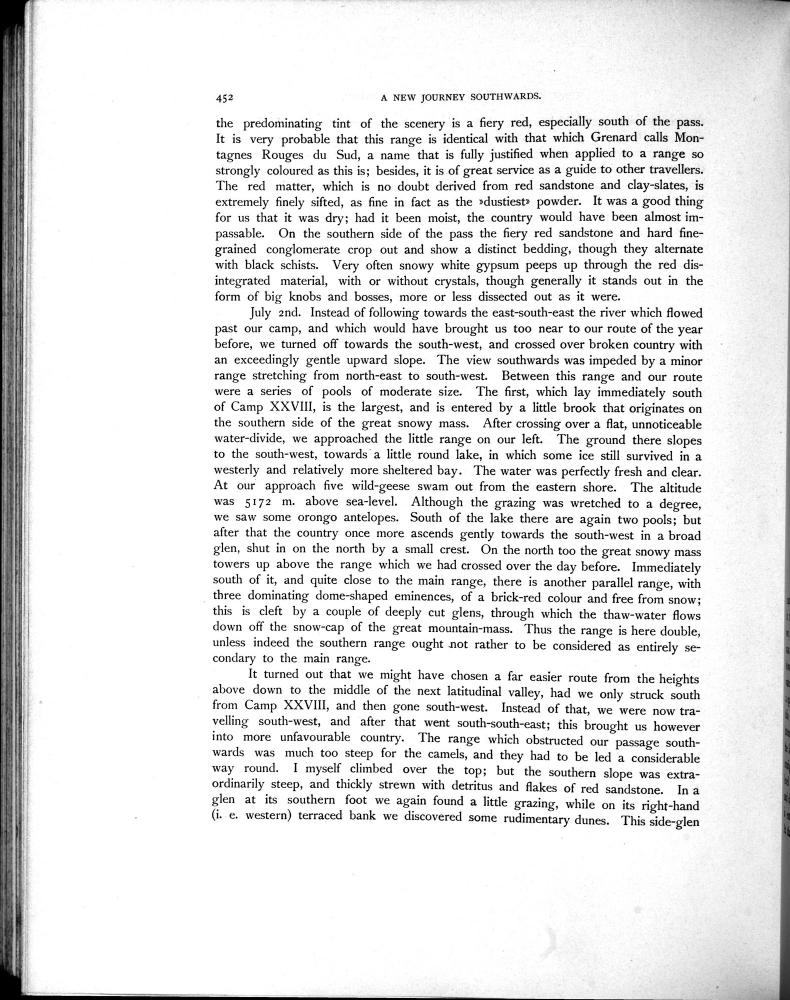 452 A NEW JOURNEY SOUTHWARDS.
the predominating tint of the scenery is a fiery red, especially south of the pass.
It is very probable that this range is identical with that which Grenard calls Mon-
tagnes Rouges du Sud, a name that is fully justified when applied to a range so
strongly coloured as this is; besides, it is of great service as a guide to other travellers.
The red matter, which is no doubt derived from red sandstone and clay-slates, is
extremely finely sifted, as fine in fact as the »dustiest» powder. It was a good thing
for us that it was dry; had it been moist, the country would have been almost im-
passable. On the southern side of the pass the fiery red sandstone and hard fine-
grained conglomerate crop out and show a distinct bedding, though they alternate
with black schists. Very often snowy white gypsum peeps up through the red dis-
integrated material, with or without crystals, though generally it stands out in the
form of big knobs and bosses, more or less dissected out as it were.
July 2nd. Instead of following towards the east-south-east the river which flowed
past our camp, and which would have brought us too near to our route of the year
before, we turned off towards the south-west, and crossed over broken country with
an exceedingly gentle upward slope. The view southwards was impeded by a minor
range stretching from north-east to south-west. Between this range and our route
were a series of pools of moderate size. The first, which lay immediately south
of Camp XXVIII, is the largest, and is entered by a little brook that originates on
the southern side of the great snowy mass. After crossing over a flat, unnoticeable
water-divide, we approached the little range on our left. The ground there slopes
to the south-west, towards a little round lake, in which some ice still survived in a
westerly and relatively more sheltered bay. The water was perfectly fresh and clear.
At our approach five wild-geese swam out from the eastern shore. The altitude
was 5172 m. above sea-level. Although the grazing was wretched to a degree,
we saw some orongo antelopes. South of the lake there are again two pools; but
after that the country once more ascends gently towards the south-west in a broad
glen, shut in on the north by a small crest. On the north too the great snowy mass
towers up above the range which we had crossed over the day before. Immediately
south of it, and quite close to the main range, there is another parallel range, with
three dominating dome-shaped eminences, of a brick-red colour and free from snow;
this is cleft by a couple of deeply cut glens, through which the thaw-water flows
down off the snow-cap of the great mountain-mass. Thus the range is here double,
unless indeed the southern range ought not rather to be considered as entirely se-
condary to the main range.
It turned out that we might have chosen a far easier route from the heights
above down to the middle of the next latitudinal valley, had we only struck south
from Camp XXVIII, and then gone south-west. Instead of that, we were now tra-
velling south-west, and after that went south-south-east; this brought us however
into more unfavourable country. The range which obstructed our passage south-
wards was much too steep for the camels, and they had to be led a considerable
way round. I myself climbed over the top; but the southern slope was extra-
ordinarily steep, and thickly strewn with detritus and flakes of red sandstone. In a
glen at its southern foot we again found a little grazing, while on its right-hand
(i. e. western) terraced bank we discovered some rudimentary dunes. This side-glen